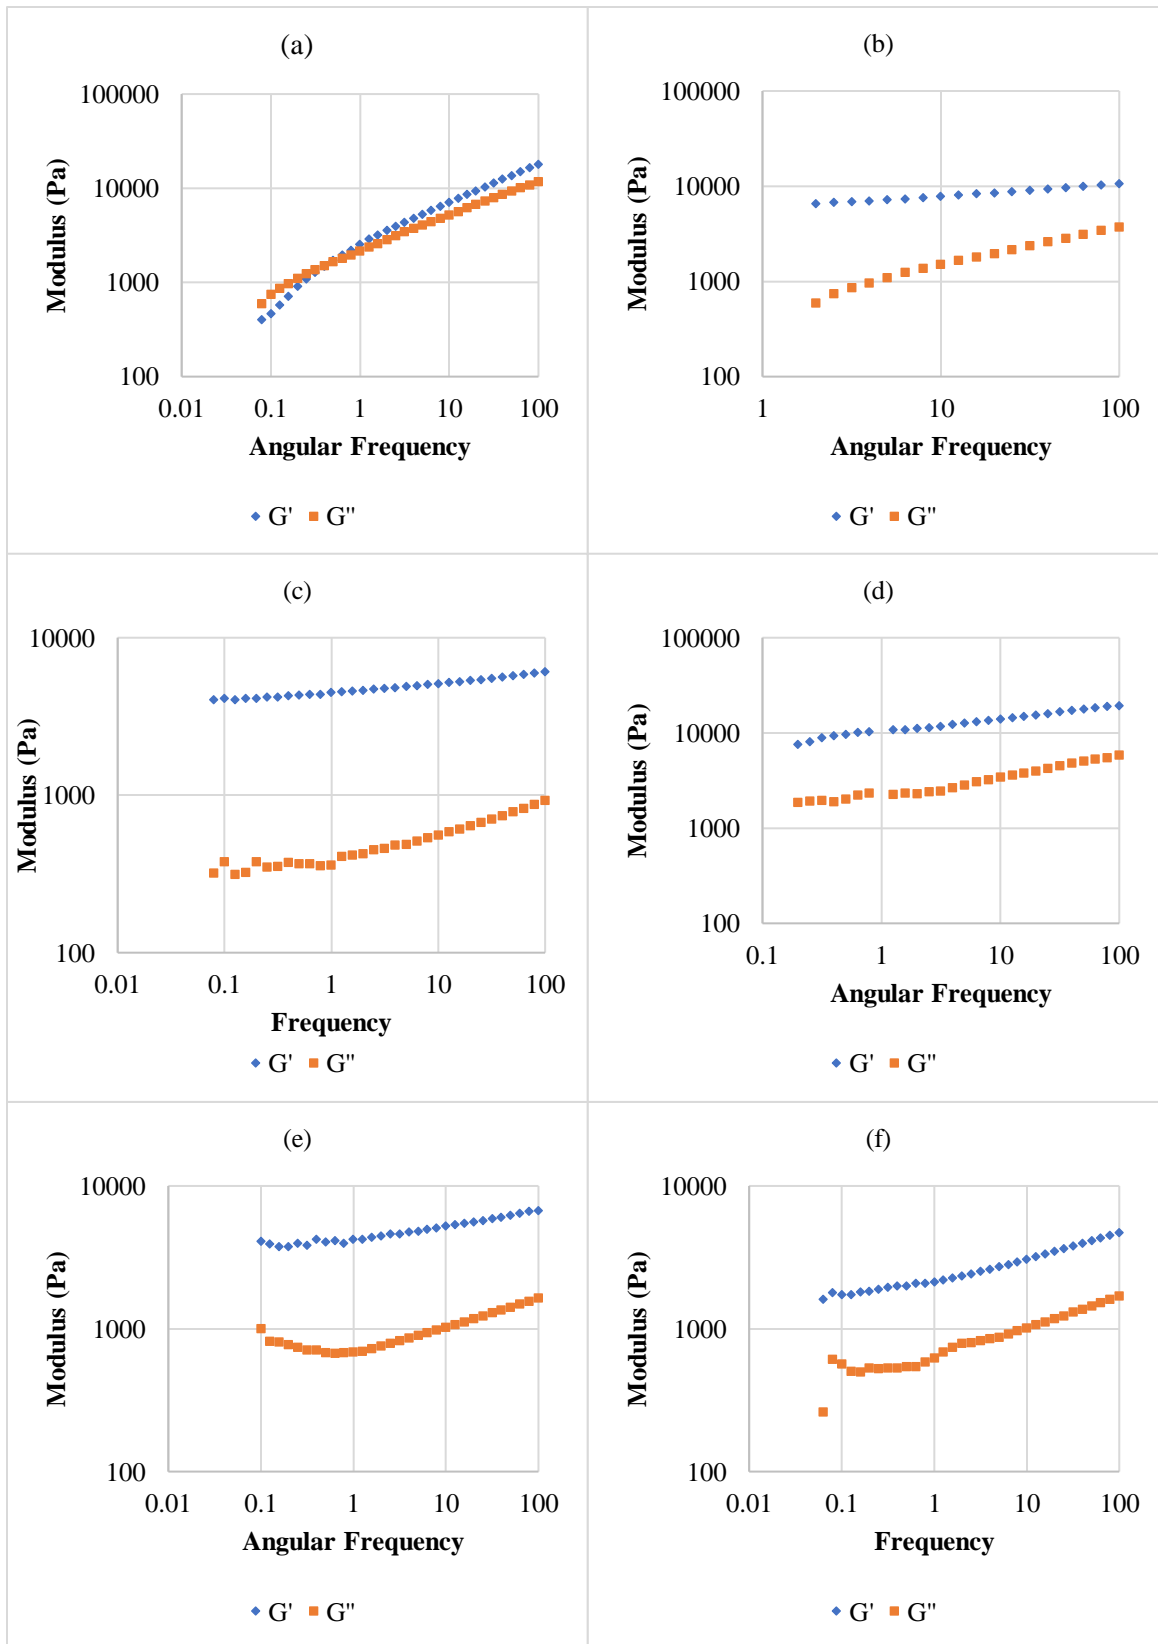 (a)
100000
10000
1000
100
Modulus (Pa)
0.01 0.1 1 10 100
Angular Frequency
G' G"
(b)
100000
10000
1000
100
Modulus (Pa)
1 10 100
Angular Frequency
G' G"
(c)
10000
1000
100
Modulus (Pa)
0.01 0.1 1 10 100
Frequency
G' G"
(d)
100000
10000
1000
100
Modulus (Pa)
0.1 1 10 100
Angular Frequency
G' G"
(e)
10000
1000
100
Modulus (Pa)
0.01 0.1 1 10 100
Angular Frequency
G' G"
(f)
10000
1000
100
Modulus (Pa)
0.01 0.1 1 10 100
Frequency
G' G"